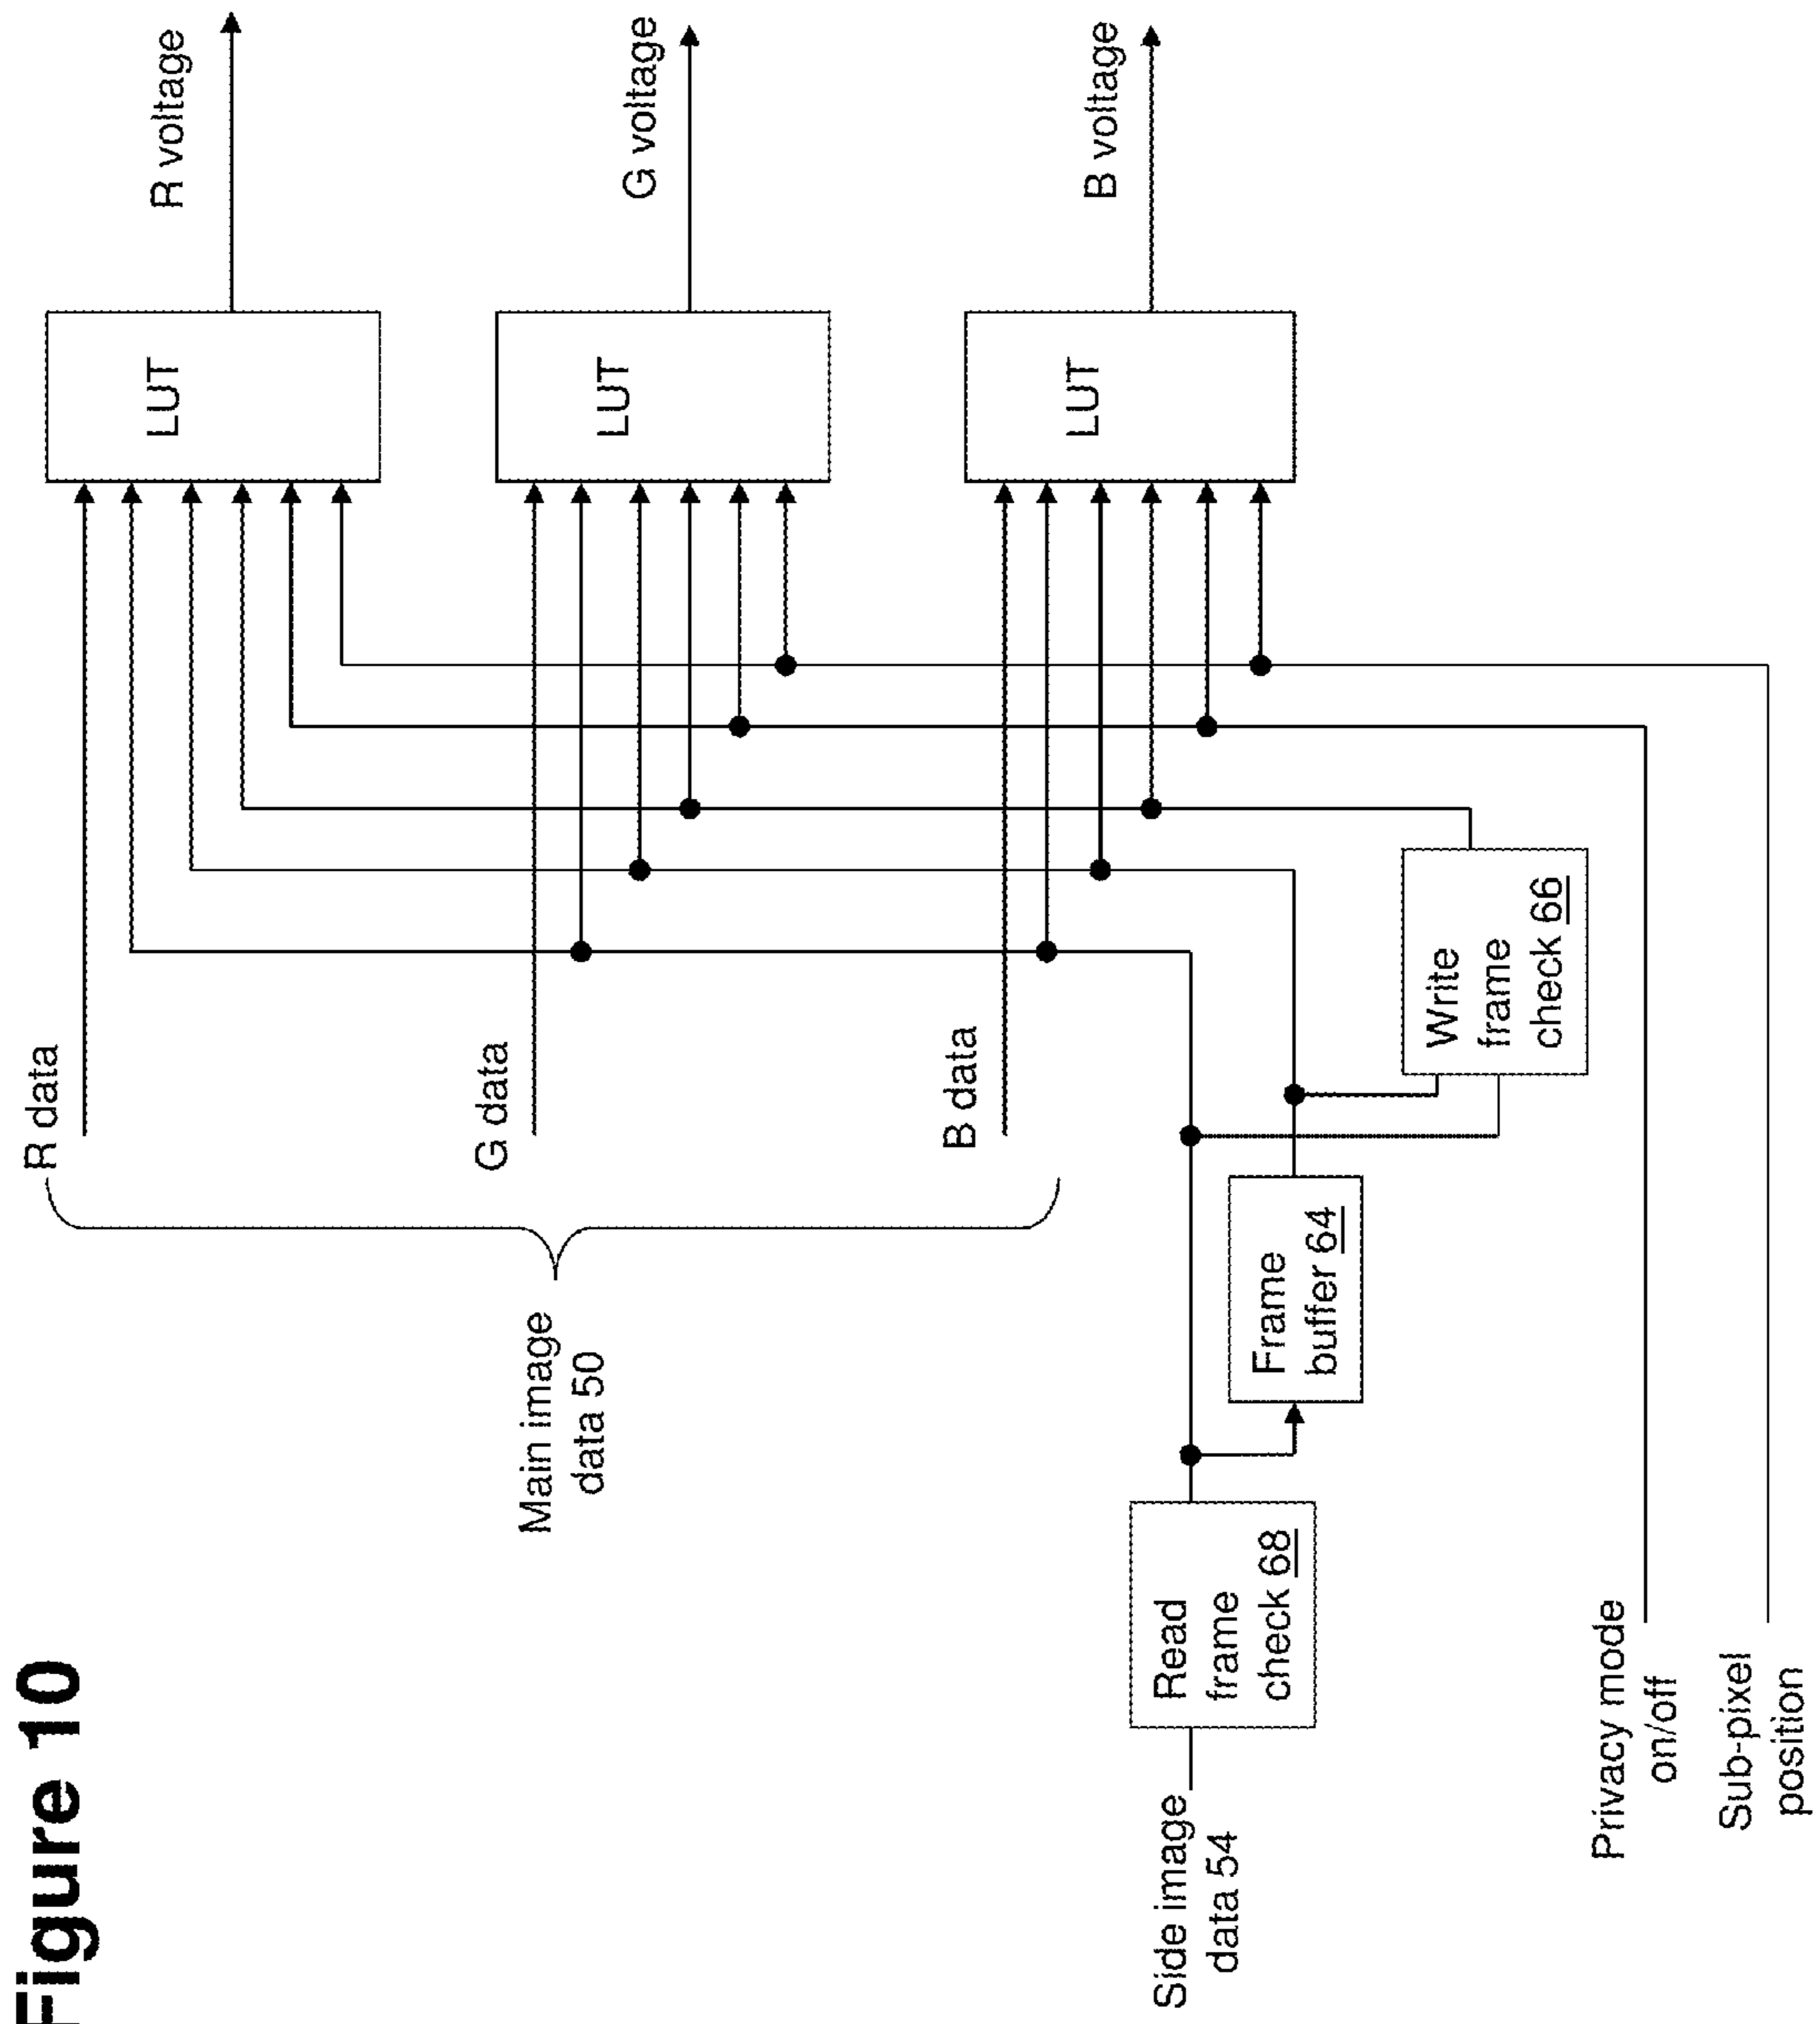 Figure 10
R data
G data
B data
Main image
data 50
LUT
LUT
LUT
R voltage
G voltage
B voltage
Side image
data 54
Read
frame
check 68
Frame
buffer 64
Write
frame
check 66
Privacy mode
on/off
Sub-pixel
position